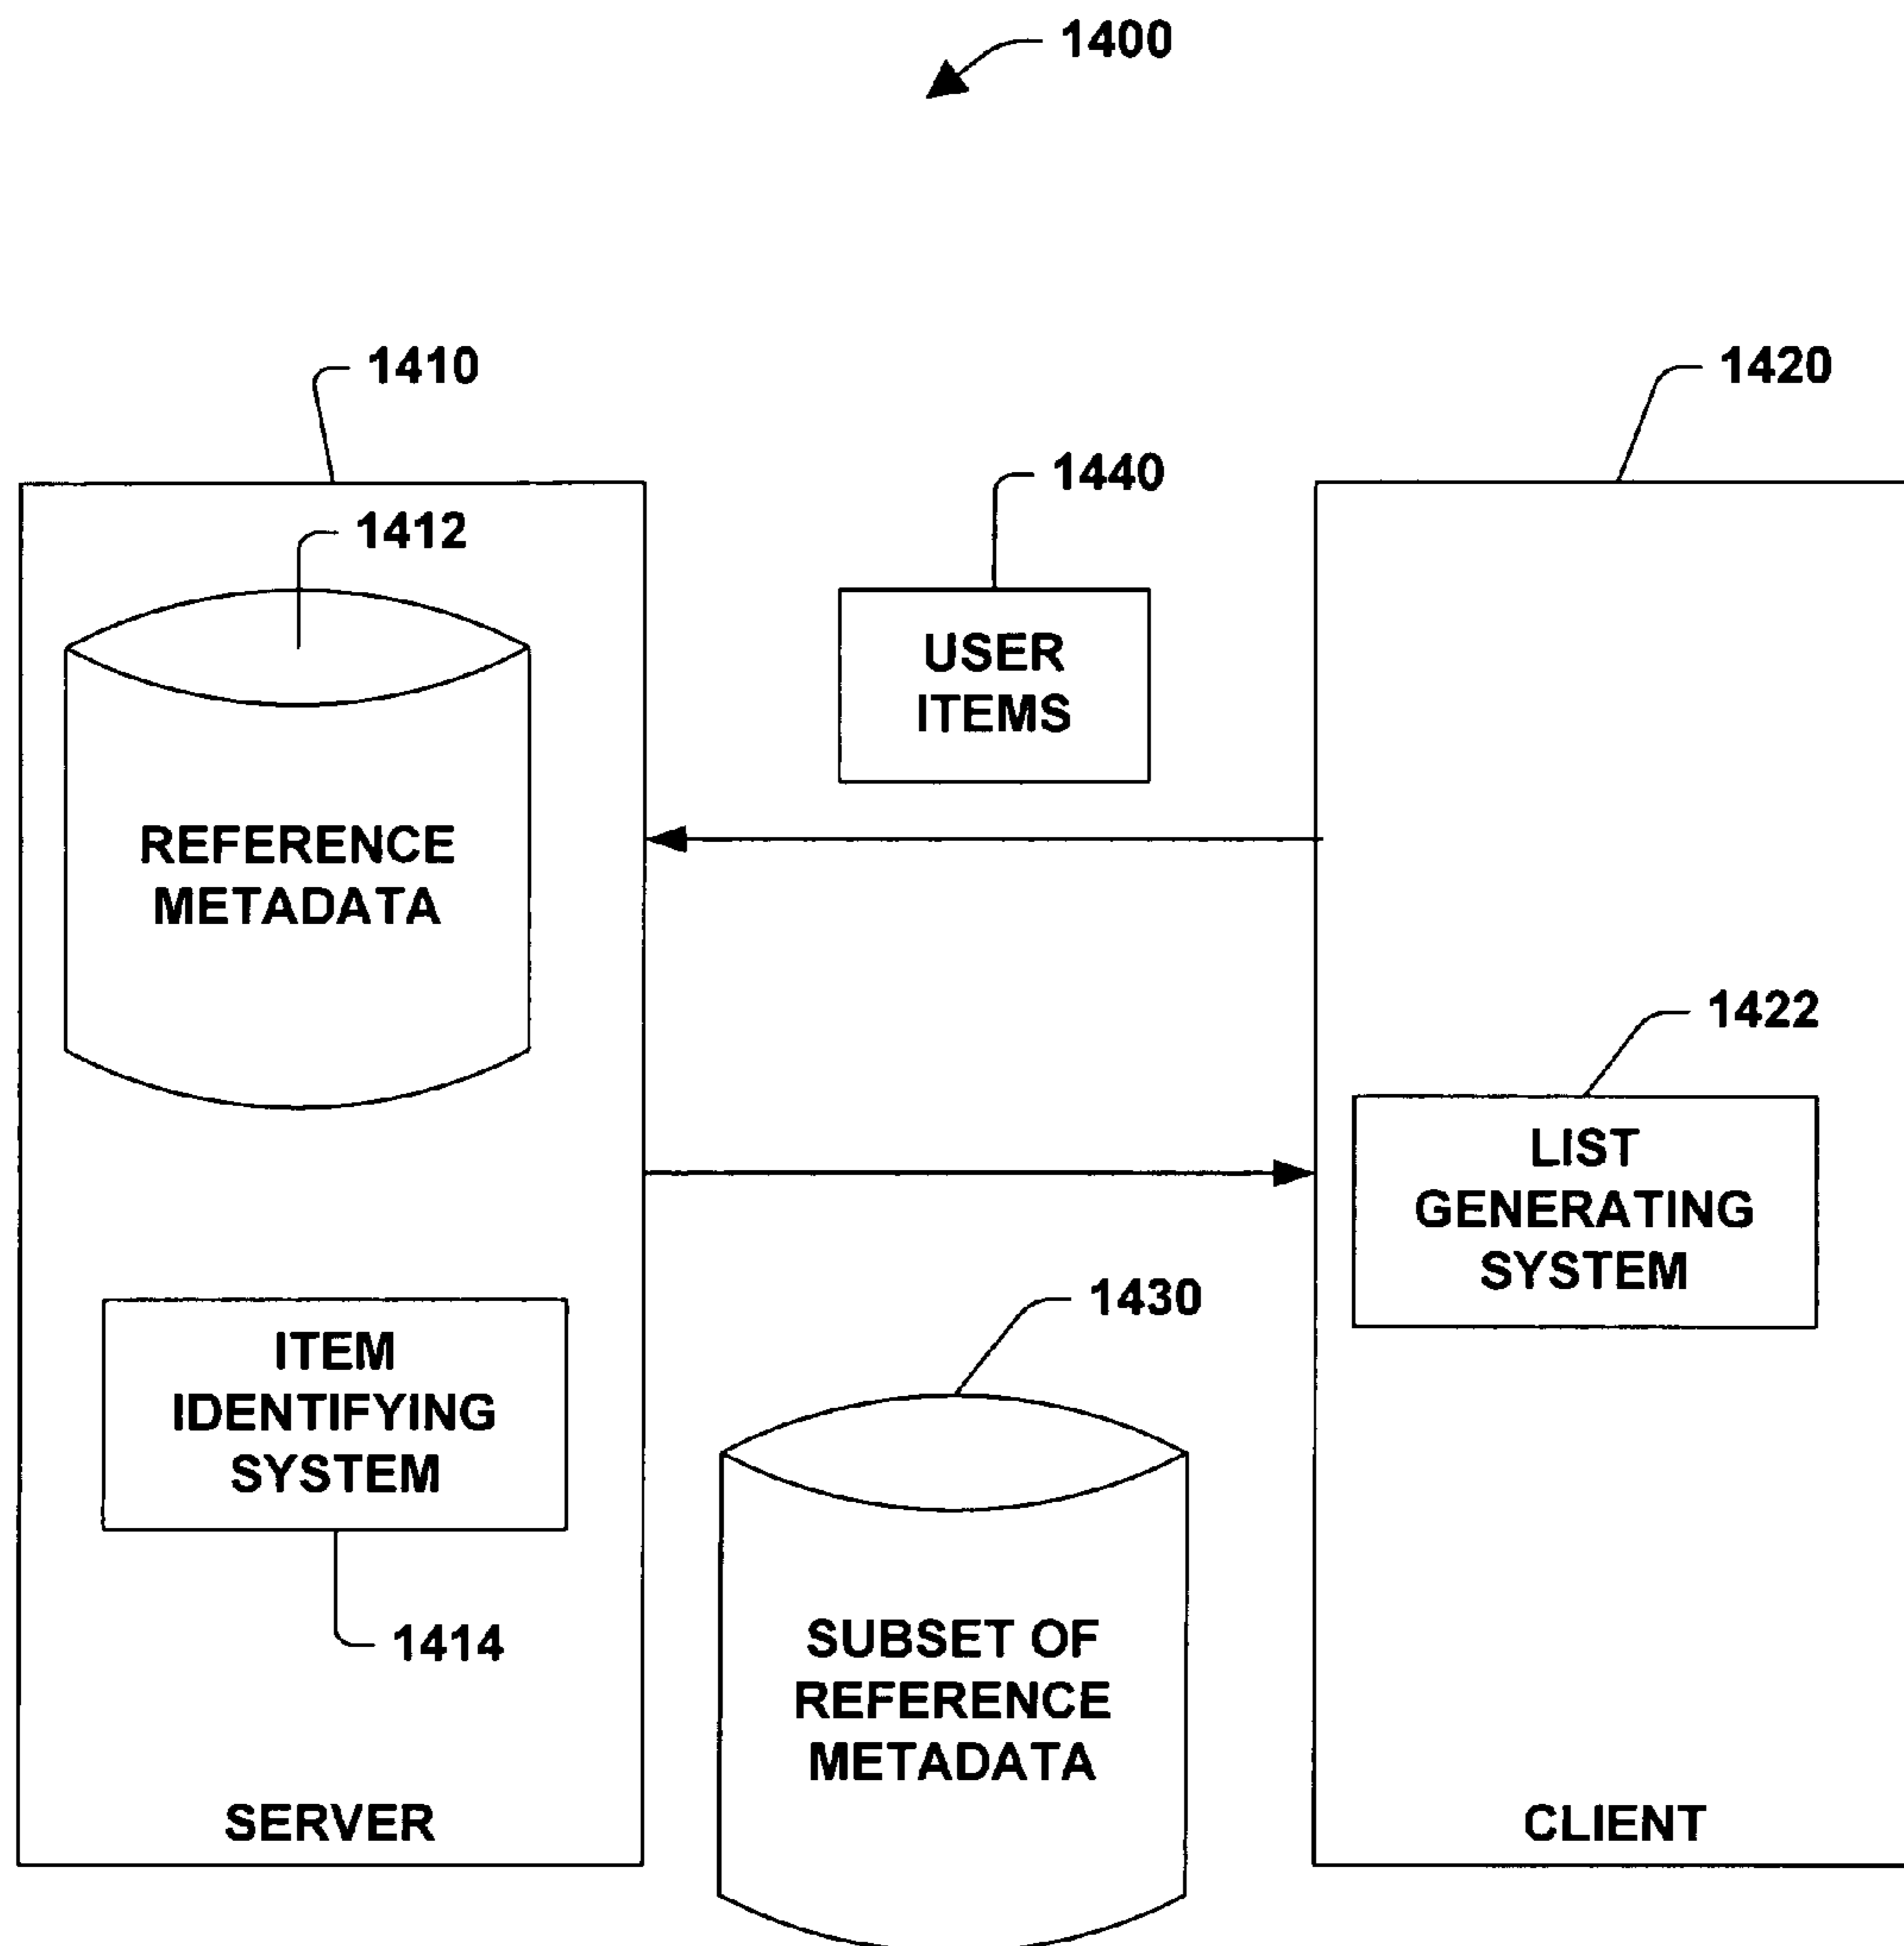 1400
1410
1420
1440
1412
USER
ITEMS
REFERENCE
METADATA
1422
LIST
GENERATING
SYSTEM
1430
ITEM
IDENTIFYING
SYSTEM
1414
SUBSET OF
REFERENCE
METADATA
SERVER
CLIENT